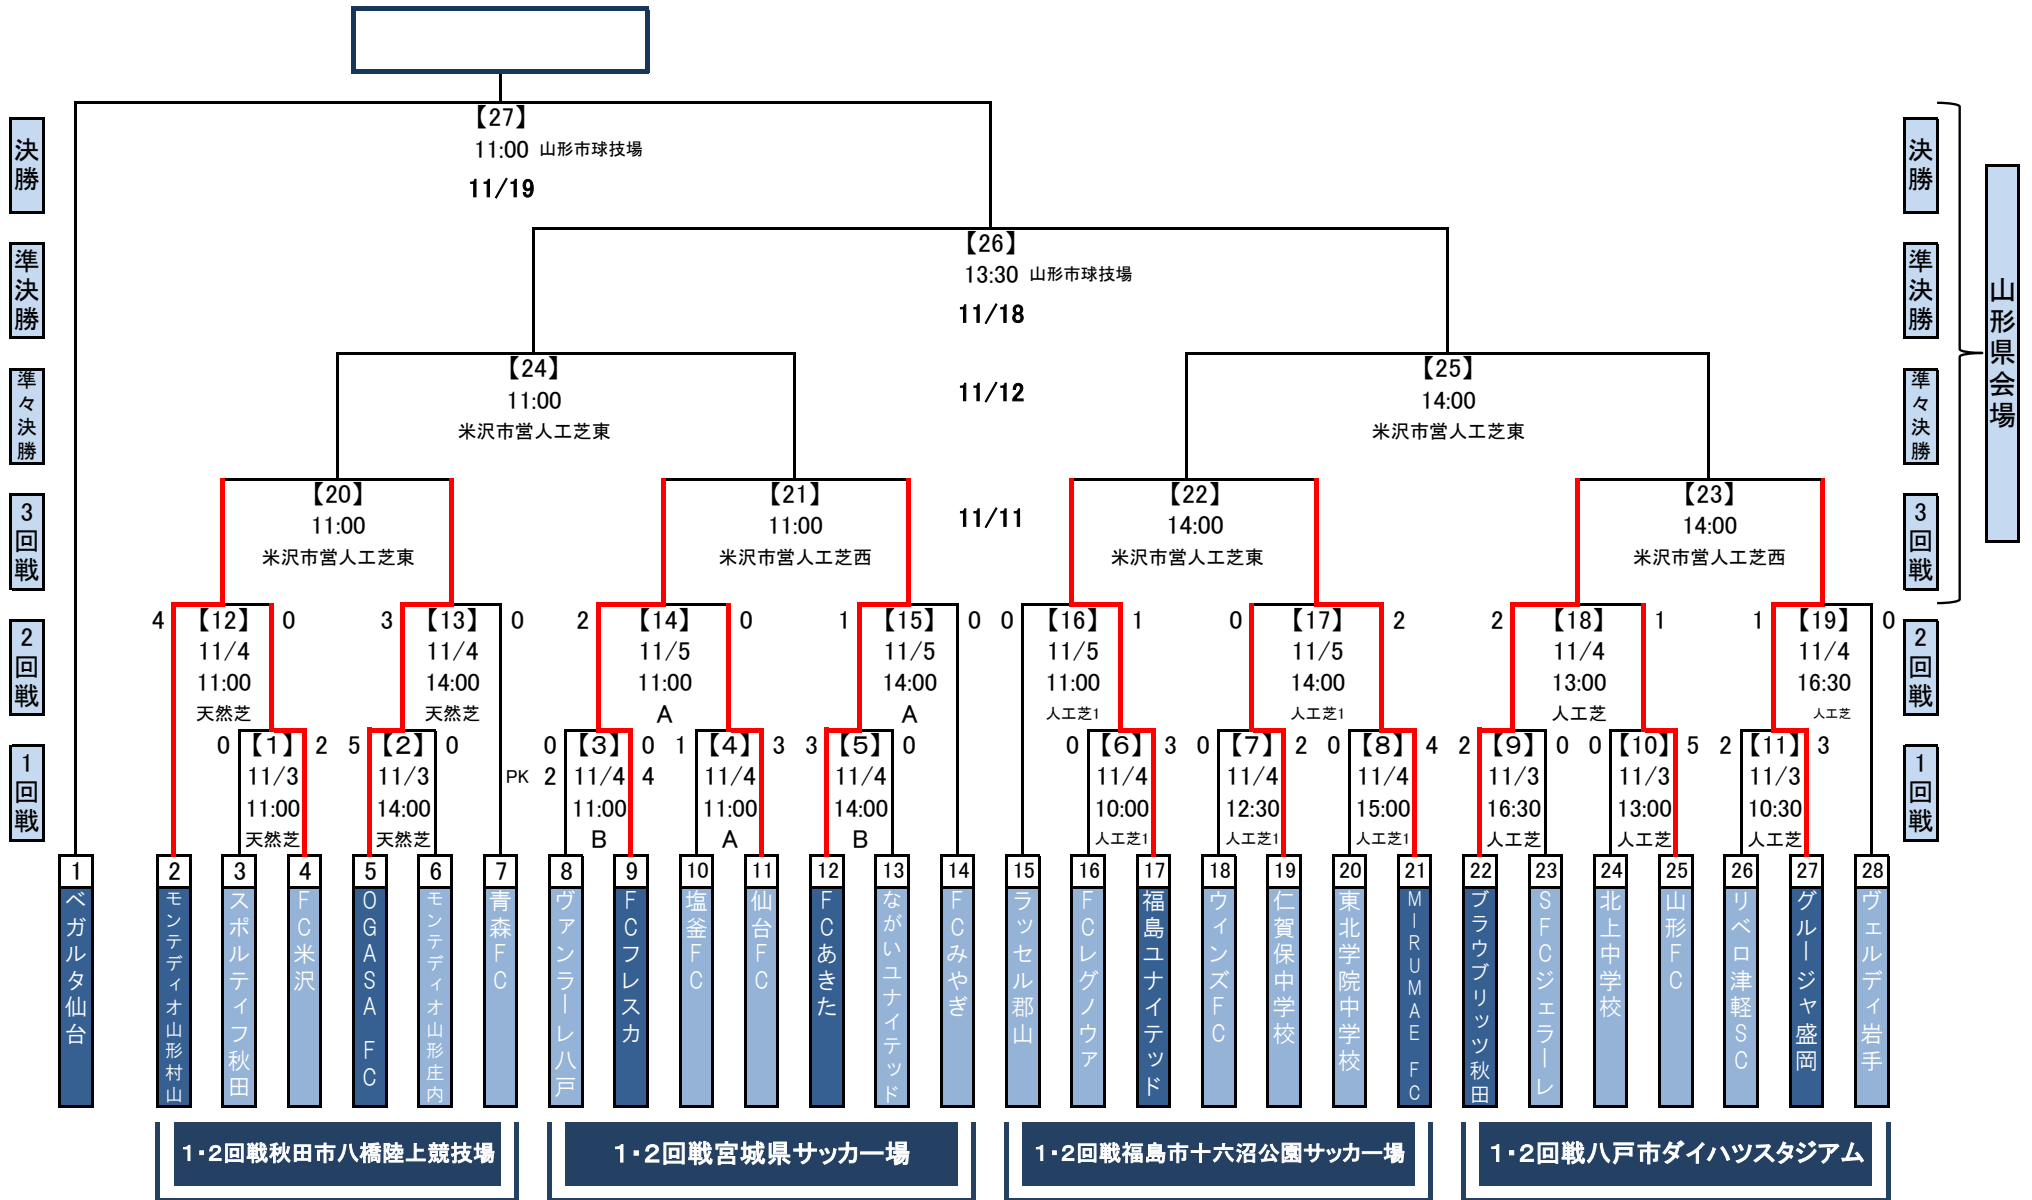 【27】
11:00 山形市球技場
11/19
決勝
決勝
山形県会場
【26】
13:30 山形市球技場
11/18
準決勝
準決勝
【24】
11:00
米沢市営人工芝東
11/12
【25】
14:00
米沢市営人工芝東
準々決勝
準々決勝
【20】
11:00
米沢市営人工芝東
【21】
11:00
米沢市営人工芝西
11/11
【22】
14:00
米沢市営人工芝東
【23】
14:00
米沢市営人工芝西
3回戦
3回戦
4 【12】 0
11/4
11:00
天然芝
3 【13】 0
11/4
14:00
天然芝
2 【14】 0
11/5
11:00
A
1 【15】 0
11/5
14:00
A
0 【16】 1
11/5
11:00
人工芝1
0 【17】 2
11/5
14:00
人工芝1
2 【18】 1
11/4
13:00
人工芝
1 【19】 0
11/4
16:30
人工芝
2回戦
2回戦
0 【1】 2
11/3
11:00
天然芝
5 【2】 0
11/3
14:00
天然芝
0 【3】 0
PK 2 11/4 4
11:00
B
1 【4】 3
11/4
11:00
A
3 【5】 0
11/4
14:00
B
0 【6】 3
11/4
10:00
人工芝1
0 【7】 2
11/4
12:30
人工芝1
0 【8】 4
11/4
15:00
人工芝1
2 【9】 0
11/3
16:30
人工芝
0 【10】 5
11/3
13:00
人工芝
2 【11】 3
11/3
10:30
人工芝
1回戦
1回戦
1 ベガルタ仙台
2 モンテディオ山形村山
3 スポルティフ秋田
4 FC米沢
5 OGASA FC
6 モンテディオ山形庄内
7 青森FC
8 ヴァンラーレ八戸
9 FCフレスカ
10 塩釜FC
11 仙台FC
12 FCあきた
13 ながいユナイテッド
14 FCみやぎ
15 ラッセル郡山
16 FCレグノウァ
17 福島ユナイテッド
18 ウィンズFC
19 仁賀保中学校
20 東北学院中学校
21 MIRUMAE FC
22 ブラウブリッツ秋田
23 SFCジェラーレ
24 北上中学校
25 山形FC
26 リベロ津軽SC
27 グルージャ盛岡
28 ヴェルディ岩手
1・2回戦秋田市八橋陸上競技場
1・2回戦宮城県サッカー場
1・2回戦福島市十六沼公園サッカー場
1・2回戦八戸市ダイハツスタジアム